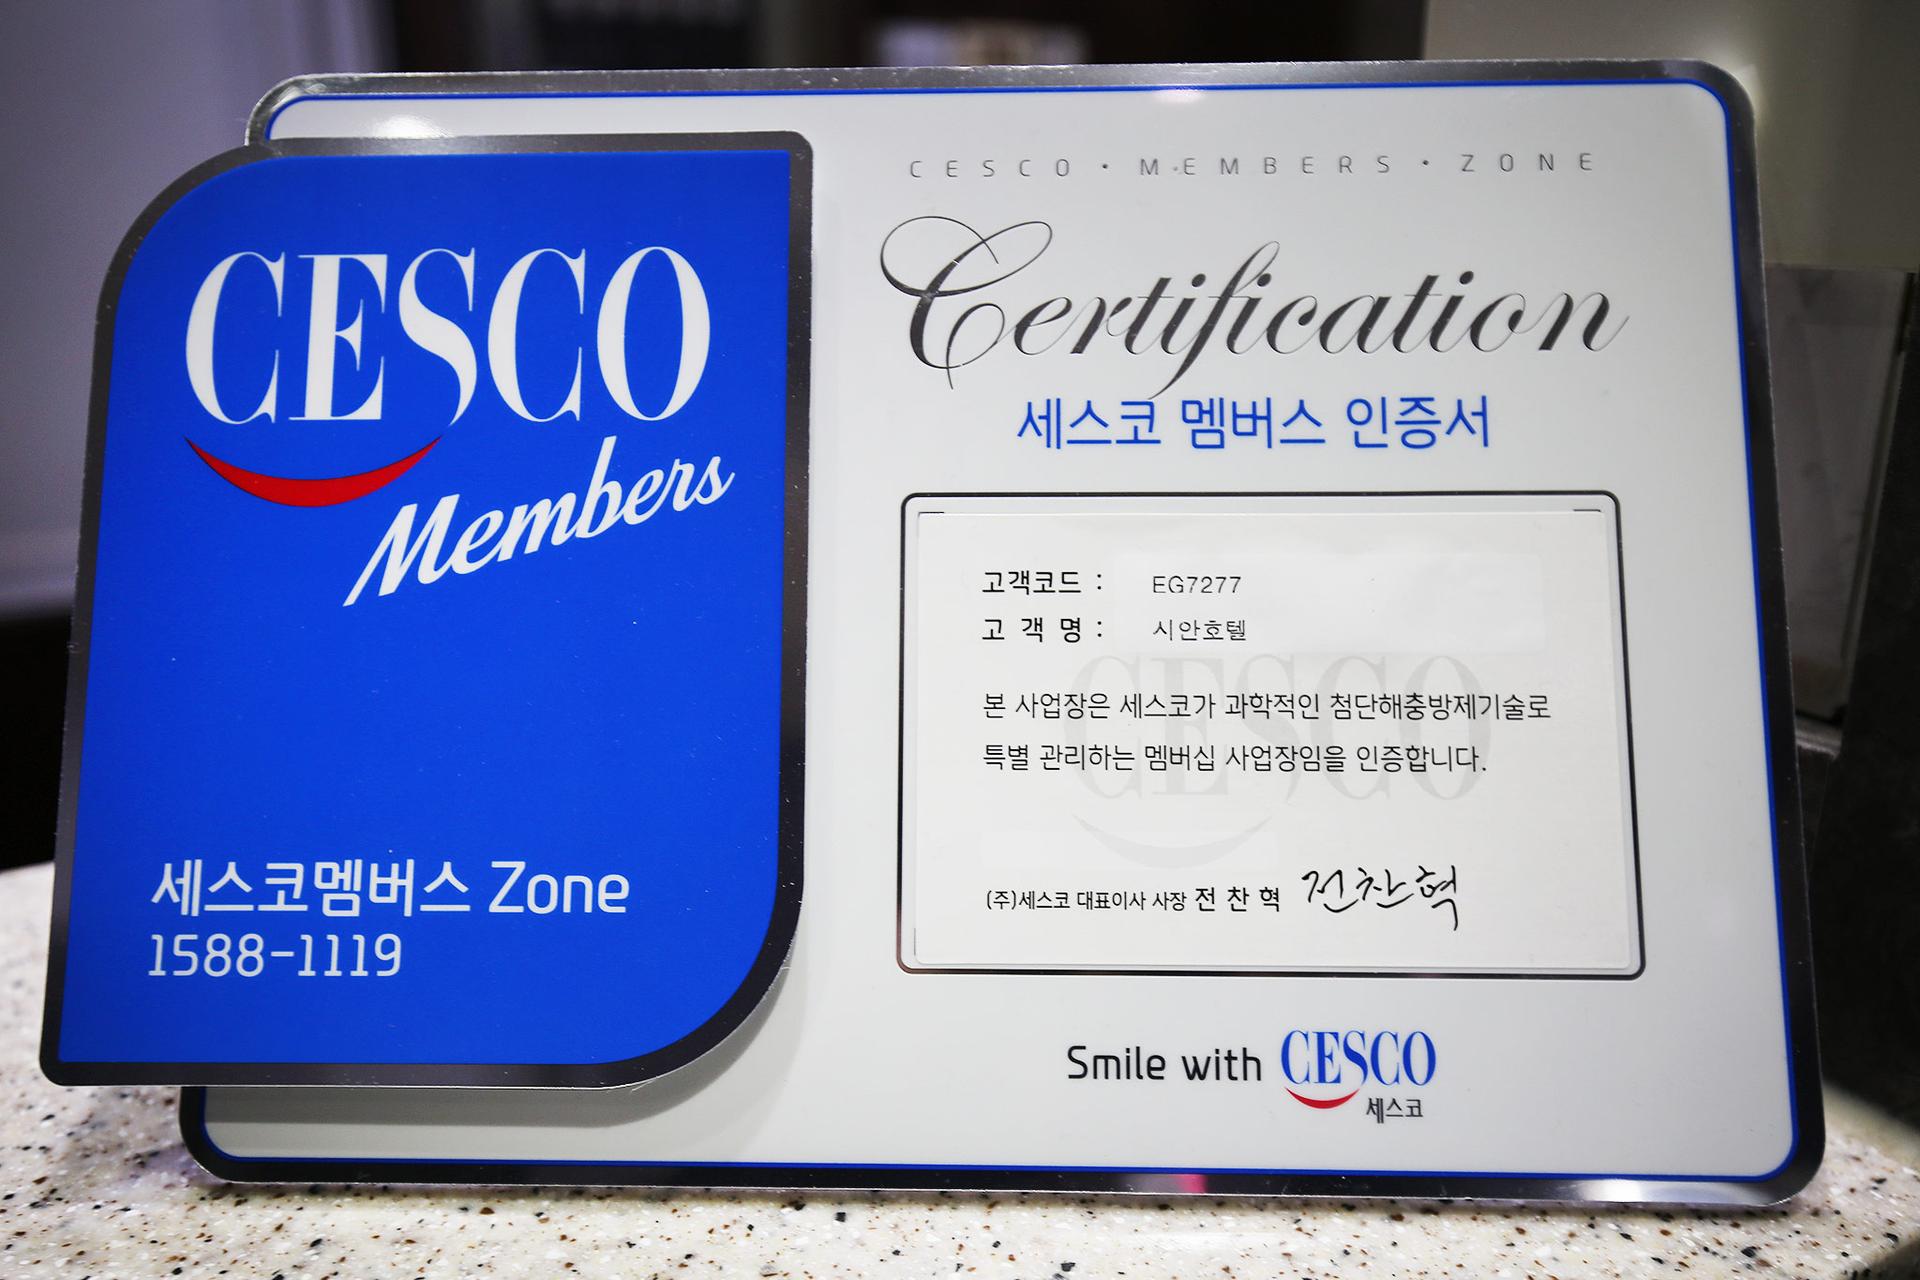 CESCO
Members
세스코멤버스 Zone
1588-1119
CESCO • MEMBERS • ZONE
Certification
세스코 멤버스 인증서
고객코드 : EG7277
고 객 명 : 시안호텔
본 사업장은 세스코가 과학적인 첨단해충방제기술로
특별 관리하는 멤버십 사업장임을 인증합니다.
CESCO
(주)세스코 대표이사 사장 전 찬 혁 전찬혁
Smile with CESCO
세스코